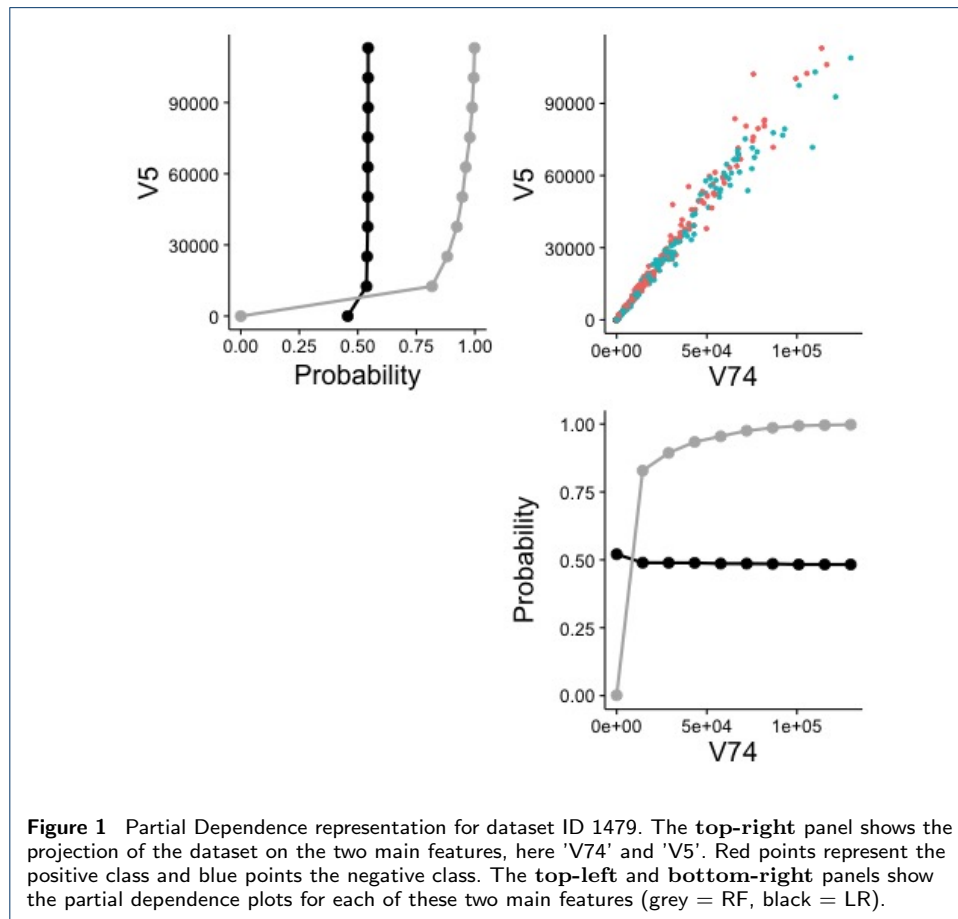 90000
60000
30000
0
V5
0.00 0.25 0.50 0.75 1.00
Probability
90000
60000
30000
0
V5
0e+00 5e+04 1e+05
V74
1.00
0.75
0.50
0.25
0.00
Probability
0e+00 5e+04 1e+05
V74
Figure 1 Partial Dependence representation for dataset ID 1479. The top-right panel shows the
projection of the dataset on the two main features, here 'V74' and 'V5'. Red points represent the
positive class and blue points the negative class. The top-left and bottom-right panels show
the partial dependence plots for each of these two main features (grey = RF, black = LR).